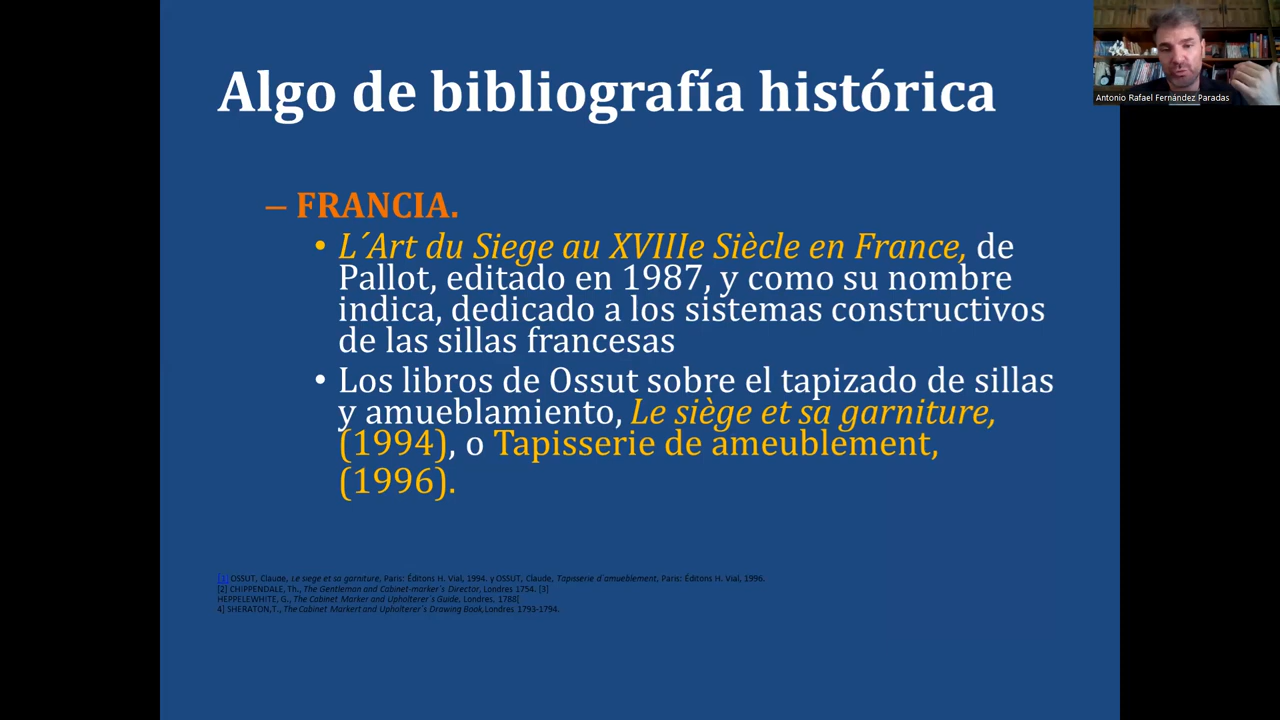 Algo de bibliografía histórica
– FRANCIA.
• L´Art du Siege au XVIIIe Siècle en France, de
Pallot, editado en 1987, y como su nombre
indica, dedicado a los sistemas constructivos
de las sillas francesas
• Los libros de Ossut sobre el tapizado de sillas
y amueblamiento, Le siège et sa garniture,
(1994), o Tapisserie de ameublement,
(1996).
[1] OSSUT, Claude, Le siege et sa garniture, Paris: Éditons H. Vial, 1994. y OSSUT, Claude, Tapisserie d´ameublement, Paris: Éditons H. Vial, 1996.
[2] CHIPPENDALE, Th., The Gentleman and Cabinet-marker´s Director, Londres 1754. [3]
HEPPELEWHITE, G., The Cabinet Marker and Upholterer´s Guide. Londres. 1788[
4] SHERATON,T., The Cabinet Markert and Upholterer´s Drawing Book,Londres 1793-1794.
Antonio Rafael Fernández Paradas